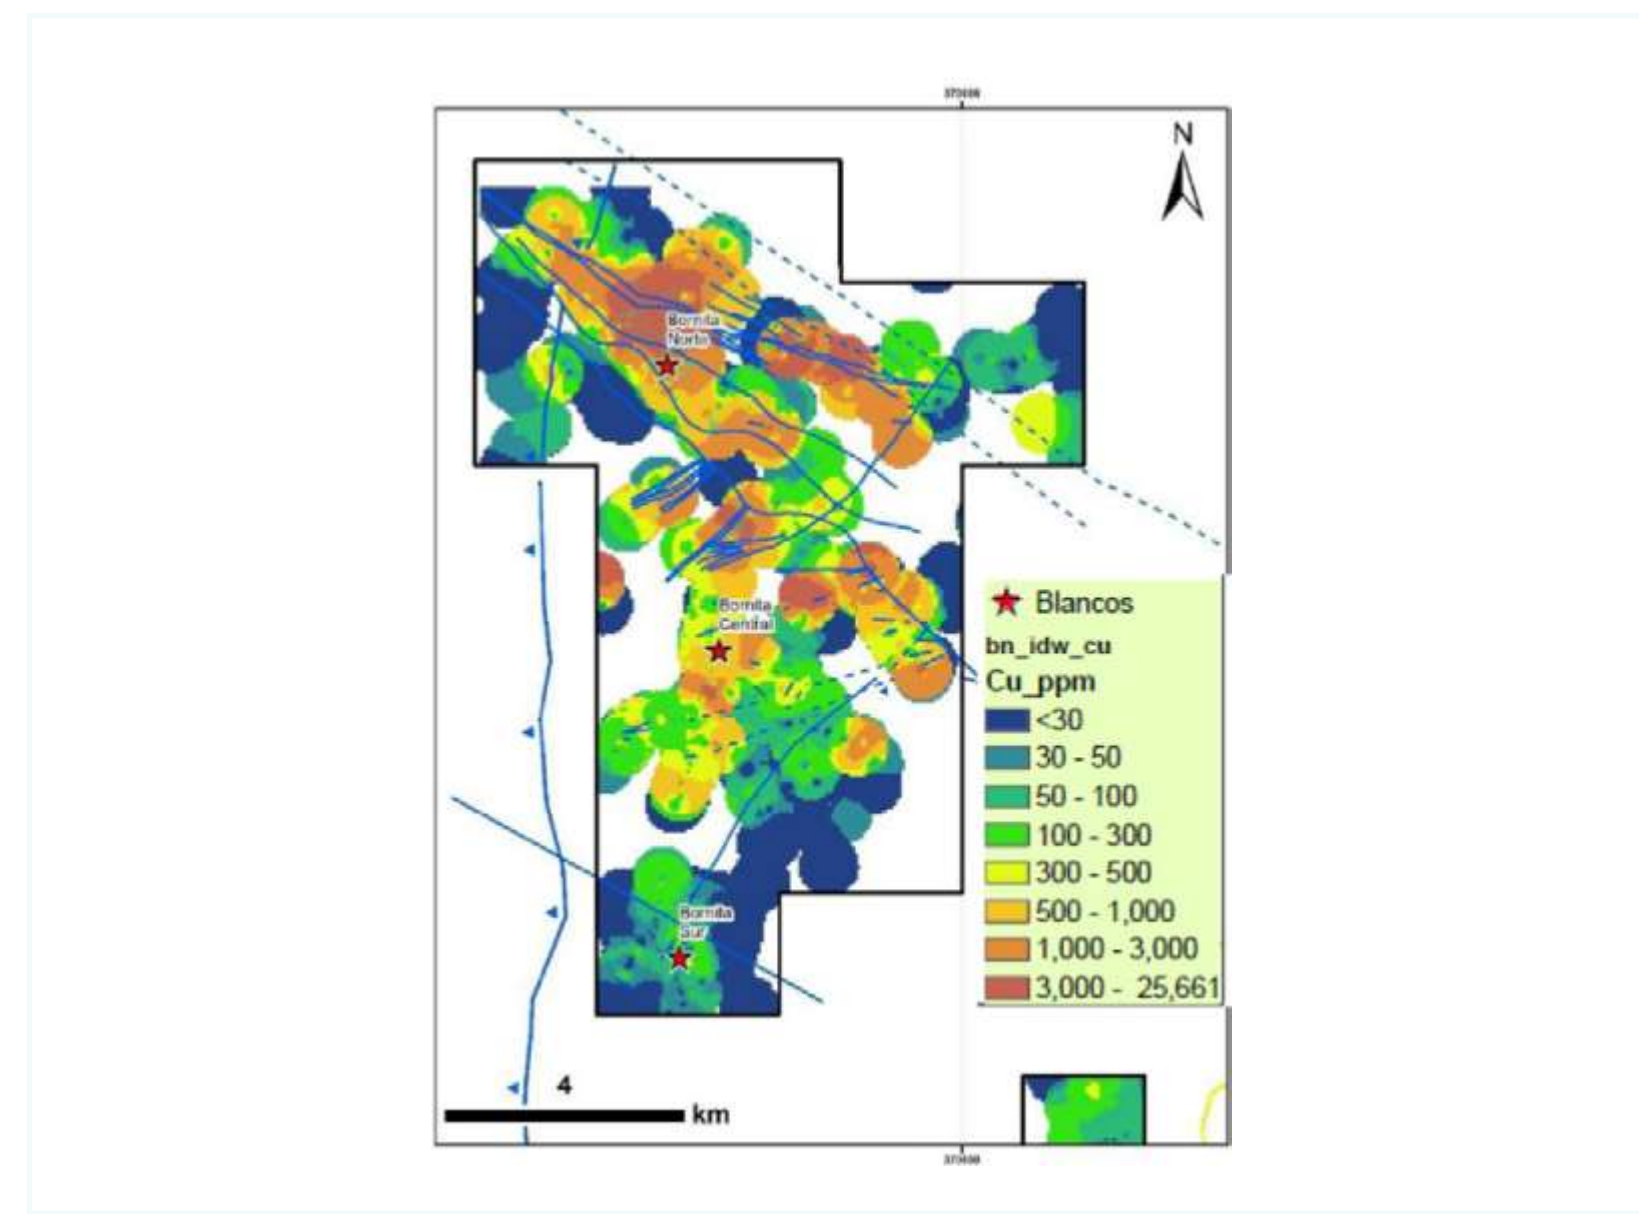 N
Bornita
Norte
Bornita
Central
Bornita
Sur
Blancos
bn_idw_cu
Cu_ppm
<30
30 - 50
50 - 100
100 - 300
300 - 500
500 - 1,000
1,000 - 3,000
3,000 - 25,661
4
km